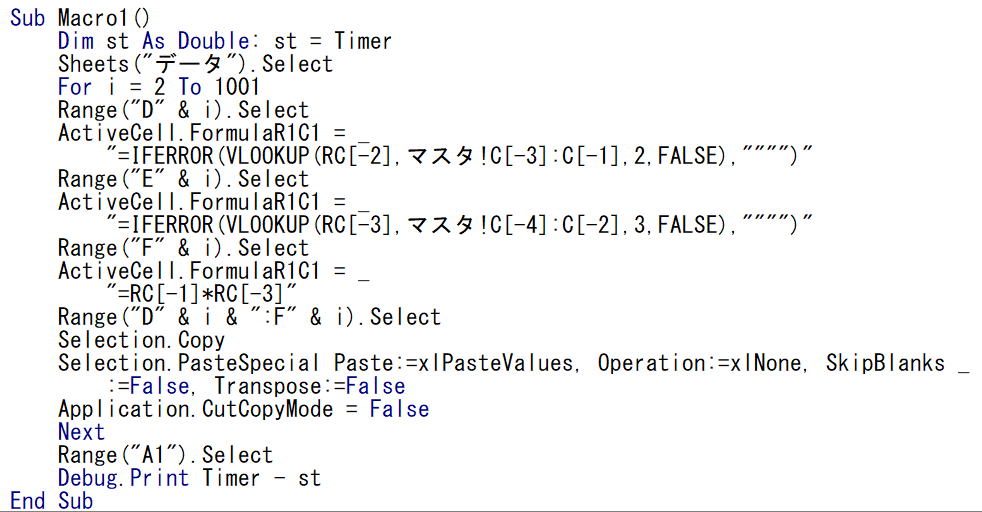 Sub Macro1()
    Dim st As Double: st = Timer
    Sheets("データ").Select
    For i = 2 To 1001
    Range("D" & i).Select
    ActiveCell.FormulaR1C1 = _
        "=IFERROR(VLOOKUP(RC[-2],マスタ!C[-3]:C[-1],2,FALSE),"""")"
    Range("E" & i).Select
    ActiveCell.FormulaR1C1 = _
        "=IFERROR(VLOOKUP(RC[-3],マスタ!C[-4]:C[-2],3,FALSE),"""")"
    Range("F" & i).Select
    ActiveCell.FormulaR1C1 = _
        "=RC[-1]*RC[-3]"
    Range("D" & i & ":F" & i).Select
    Selection.Copy
    Selection.PasteSpecial Paste:=xlPasteValues, Operation:=xlNone, SkipBlanks _
        :=False, Transpose:=False
    Application.CutCopyMode = False
    Next
    Range("A1").Select
    Debug.Print Timer - st
End Sub